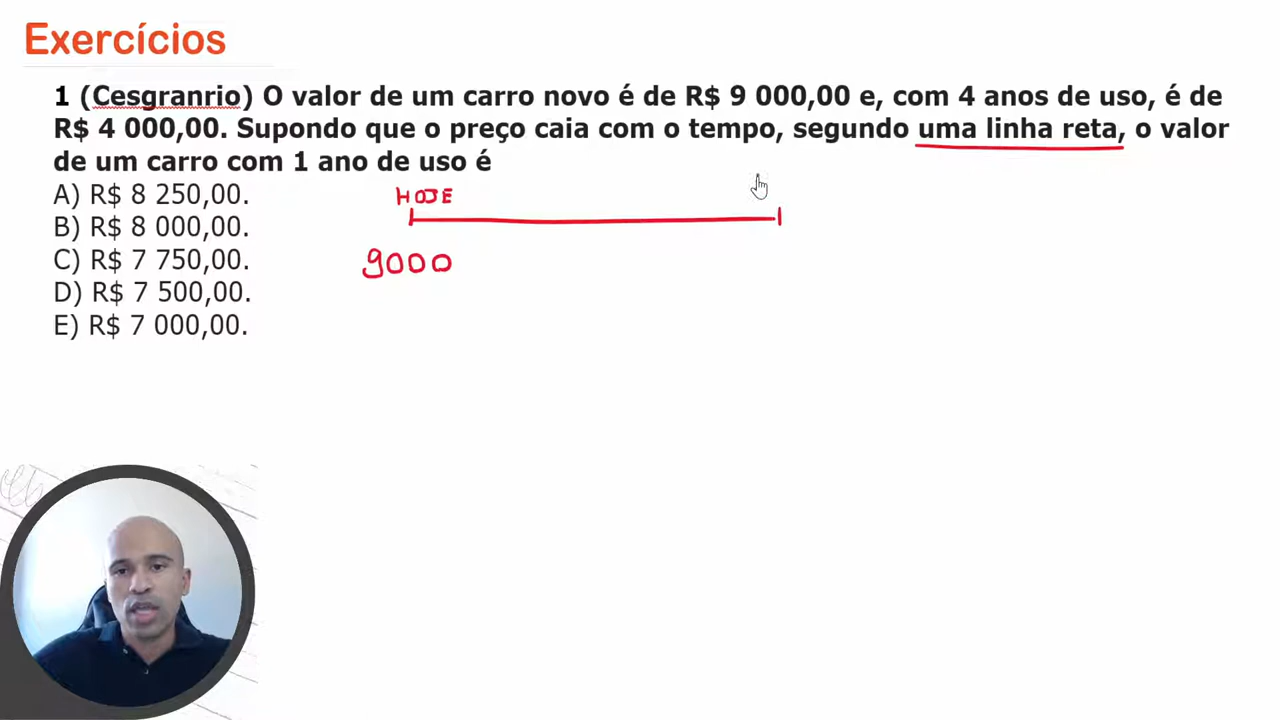 Exercícios
1 (Cesgranrio) O valor de um carro novo é de R$ 9 000,00 e, com 4 anos de uso, é de
R$ 4 000,00. Supondo que o preço caia com o tempo, segundo uma linha reta, o valor
de um carro com 1 ano de uso é
A) R$ 8 250,00.
B) R$ 8 000,00.
C) R$ 7 750,00.
D) R$ 7 500,00.
E) R$ 7 000,00.
HOJE
9000